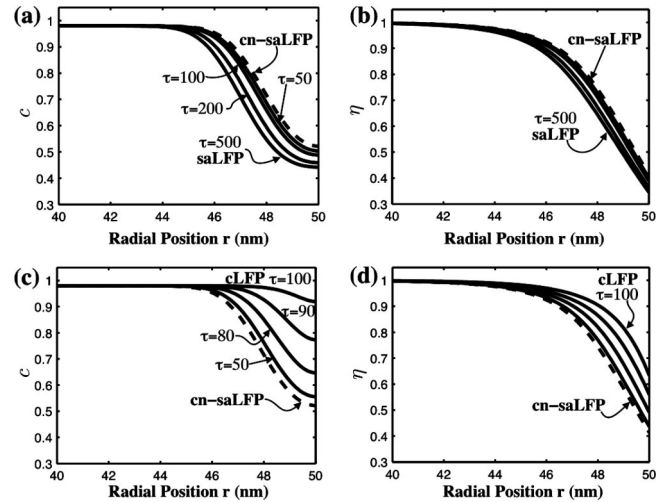 (a)
1
0.9
0.8
0.7
0.6
0.5
0.4
0.3
c
cn-saLFP
τ=100
τ=50
τ=200
τ=500
saLFP
40 42 44 46 48 50
Radial Position r (nm)
(b)
1
0.9
0.8
0.7
0.6
0.5
0.4
0.3
η
cn-saLFP
τ=500
saLFP
40 42 44 46 48 50
Radial Position r (nm)
(c)
1
0.9
0.8
0.7
0.6
0.5
0.4
0.3
c
cLFP τ=100
τ=90
τ=80
τ=50
cn-saLFP
40 42 44 46 48 50
Radial Position r (nm)
(d)
1
0.9
0.8
0.7
0.6
0.5
0.4
0.3
η
cLFP
τ=100
cn-saLFP
40 42 44 46 48 50
Radial Position r (nm)